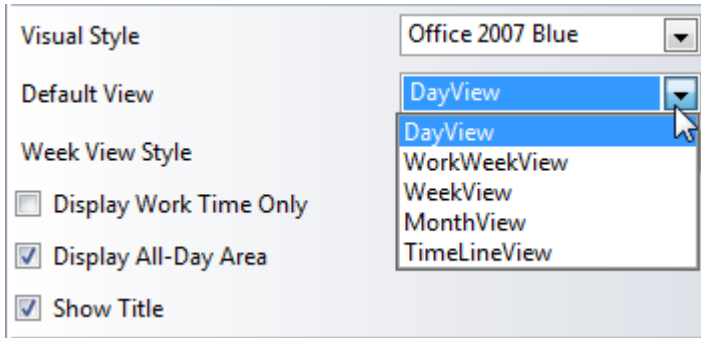 Visual Style Office 2007 Blue
Default View DayView
DayView
Week View Style WorkWeekView
WeekView
Display Work Time Only
MonthView
Display All-Day Area TimeLineView
Show Title